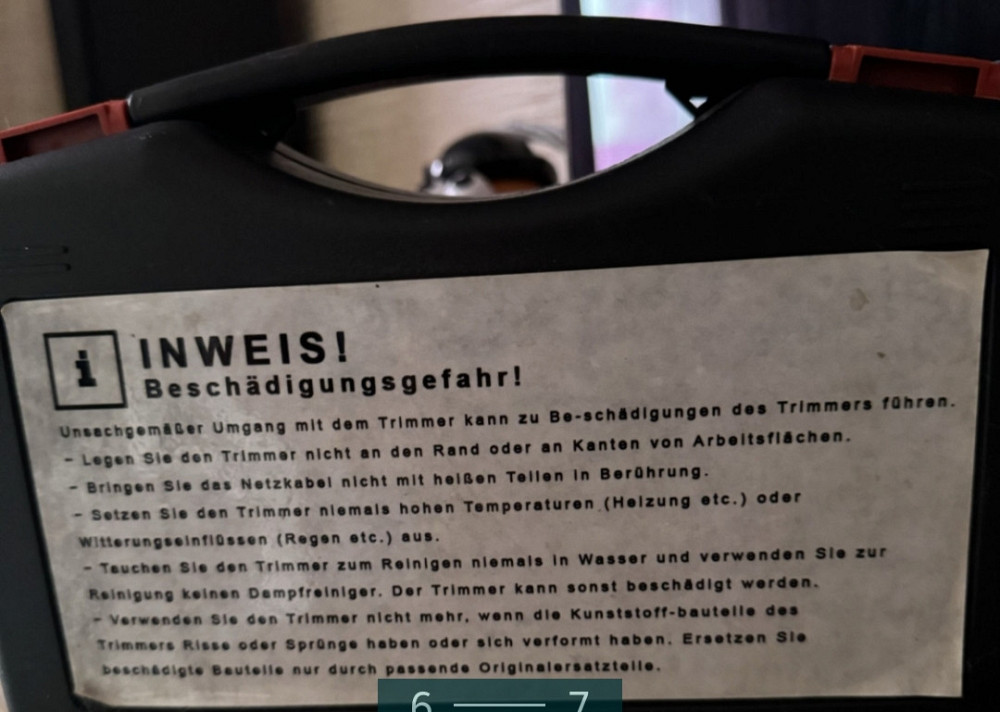 i
INWEIS!
Beschädigungsgefahr!
Unsachgemäßer Umgang mit dem Trimmer kann zu Be-schädigungen des Trimmers führen.
- Legen Sie den Trimmer nicht an den Rand oder an Kanten von Arbeitsflächen.
- Bringen Sie das Netzkabel nicht mit heißen Teilen in Berührung.
- Setzen Sie den Trimmer niemals hohen Temperaturen (Heizung etc.) oder
Witterungseinflüssen (Regen etc.) aus.
- Tauchen Sie den Trimmer zum Reinigen niemals in Wasser und verwenden Sie zur
Reinigung keinen Dampfreiniger. Der Trimmer kann sonst beschädigt werden.
- Verwenden Sie den Trimmer nicht mehr, wenn die Kunststoff-bauteile des
Trimmers Risse oder Sprünge haben oder sich verformt haben. Ersetzen Sie
beschädigte Bauteile nur durch passende Originalersatzteile.
6 — 7